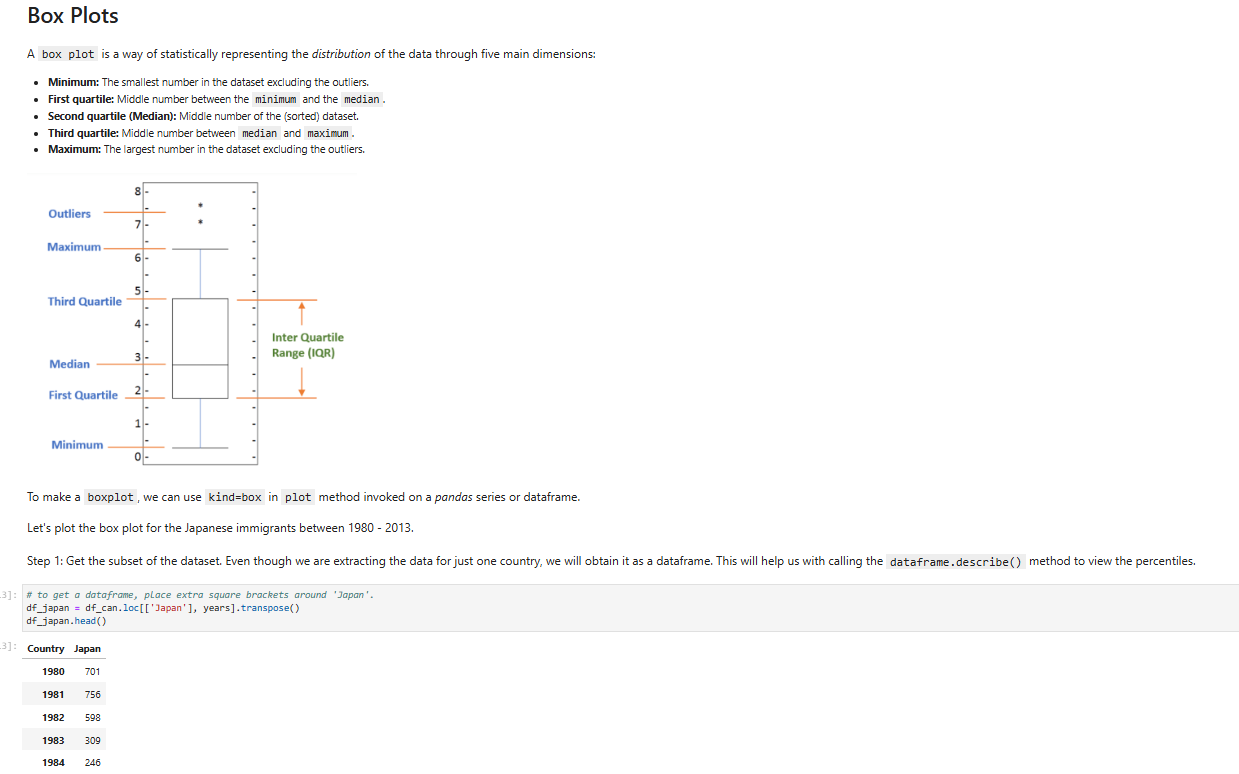 Box Plots
A box plot is a way of statistically representing the distribution of the data through five main dimensions:
• Minimum: The smallest number in the dataset excluding the outliers.
• First quartile: Middle number between the minimum and the median.
• Second quartile (Median): Middle number of the (sorted) dataset.
• Third quartile: Middle number between median and maximum.
• Maximum: The largest number in the dataset excluding the outliers.
8
Outliers
7
Maximum
6
5
Third Quartile
4
Inter Quartile
Range (IQR)
3
Median
2
First Quartile
1
Minimum
0
To make a boxplot, we can use kind=box in plot method invoked on a pandas series or dataframe.
Let's plot the box plot for the Japanese immigrants between 1980 - 2013.
Step 1: Get the subset of the dataset. Even though we are extracting the data for just one country, we will obtain it as a dataframe. This will help us with calling the dataframe.describe() method to view the percentiles.
3]: # to get a dataframe, place extra square brackets around 'Japan'.
df_japan = df_can.loc[['Japan'], years].transpose()
df_japan.head()
3]: Country Japan
1980 701
1981 756
1982 598
1983 309
1984 246